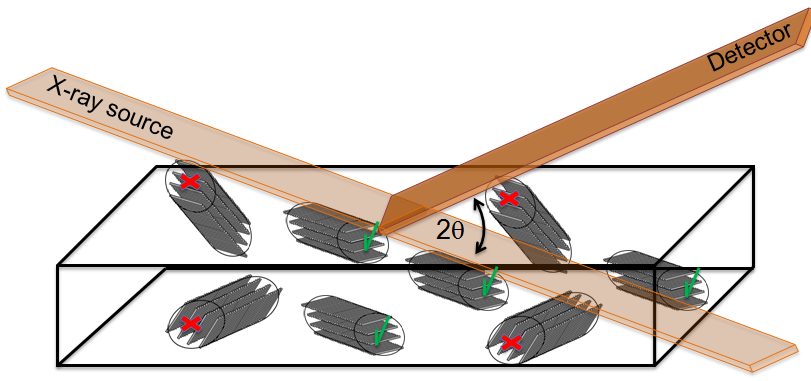 X-ray source
Detector
2θ